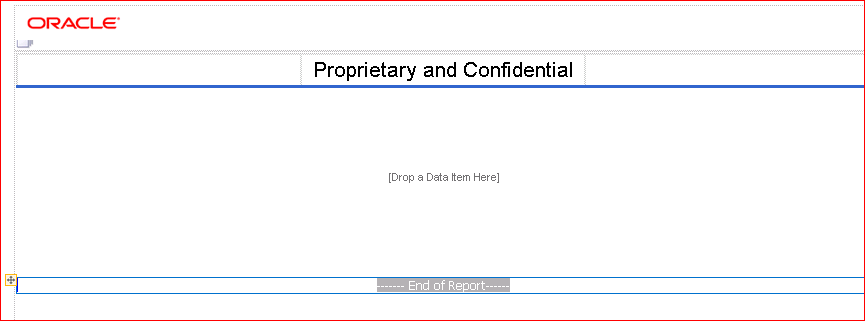 ORACLE
Proprietary and Confidential
[Drop a Data Item Here]
------- End of Report------